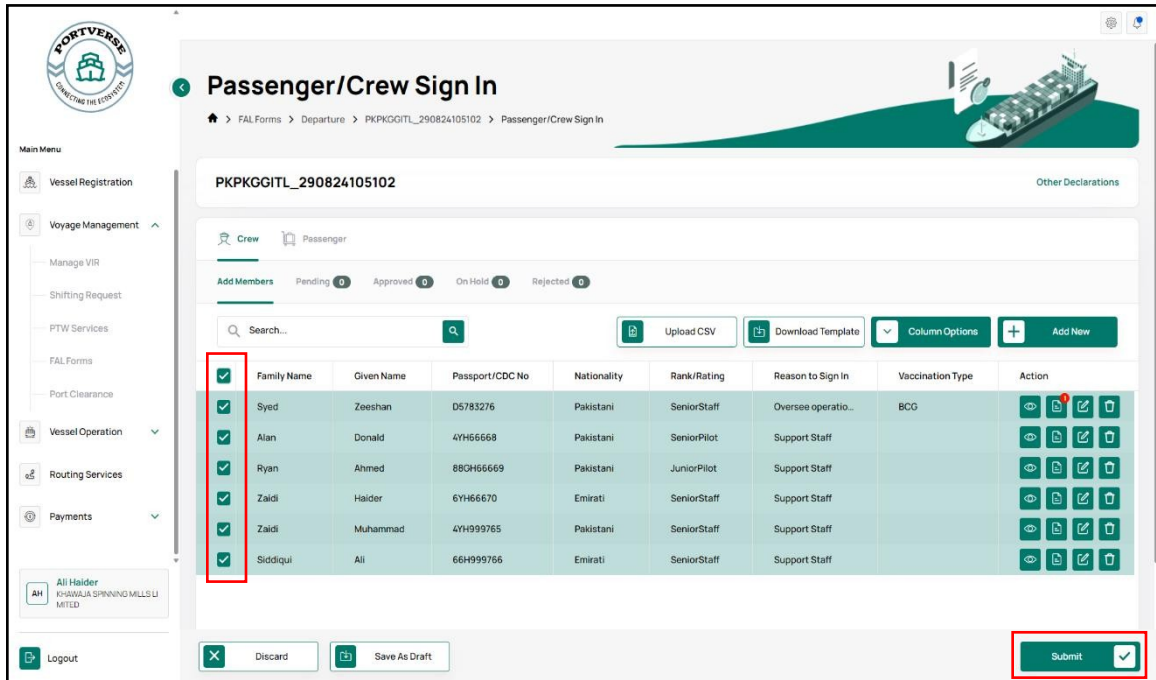 PORTVERSE
CONNECTING THE ECOSYSTEM
Main Menu
Vessel Registration
Voyage Management
Manage VIR
Shifting Request
PTW Services
FAL Forms
Port Clearance
Vessel Operation
Routing Services
Payments
AH
Ali Haider
KHAWAJA SPINNING MILLS LI
MITED
Logout
Passenger/Crew Sign In
> FAL Forms > Departure > PKPKGGITL_290824105102 > Passenger/Crew Sign In
PKPKGGITL_290824105102 Other Declarations
Crew Passenger
Add Members Pending 0 Approved 0 On Hold 0 Rejected 0
Search... Upload CSV Download Template Column Options Add New
Family Name Given Name Passport/CDC No Nationality Rank/Rating Reason to Sign In Vaccination Type Action
Syed Zeeshan D5783276 Pakistani SeniorStaff Oversee operatio... BCG 1
Alan Donald 4YH66668 Pakistani SeniorPilot Support Staff
Ryan Ahmed 88GH66669 Pakistani JuniorPilot Support Staff
Zaidi Haider 6YH66670 Emirati SeniorStaff Support Staff
Zaidi Muhammad 4YH999765 Pakistani SeniorStaff Support Staff
Siddiqui Ali 66H999766 Emirati SeniorStaff Support Staff
Discard Save As Draft Submit